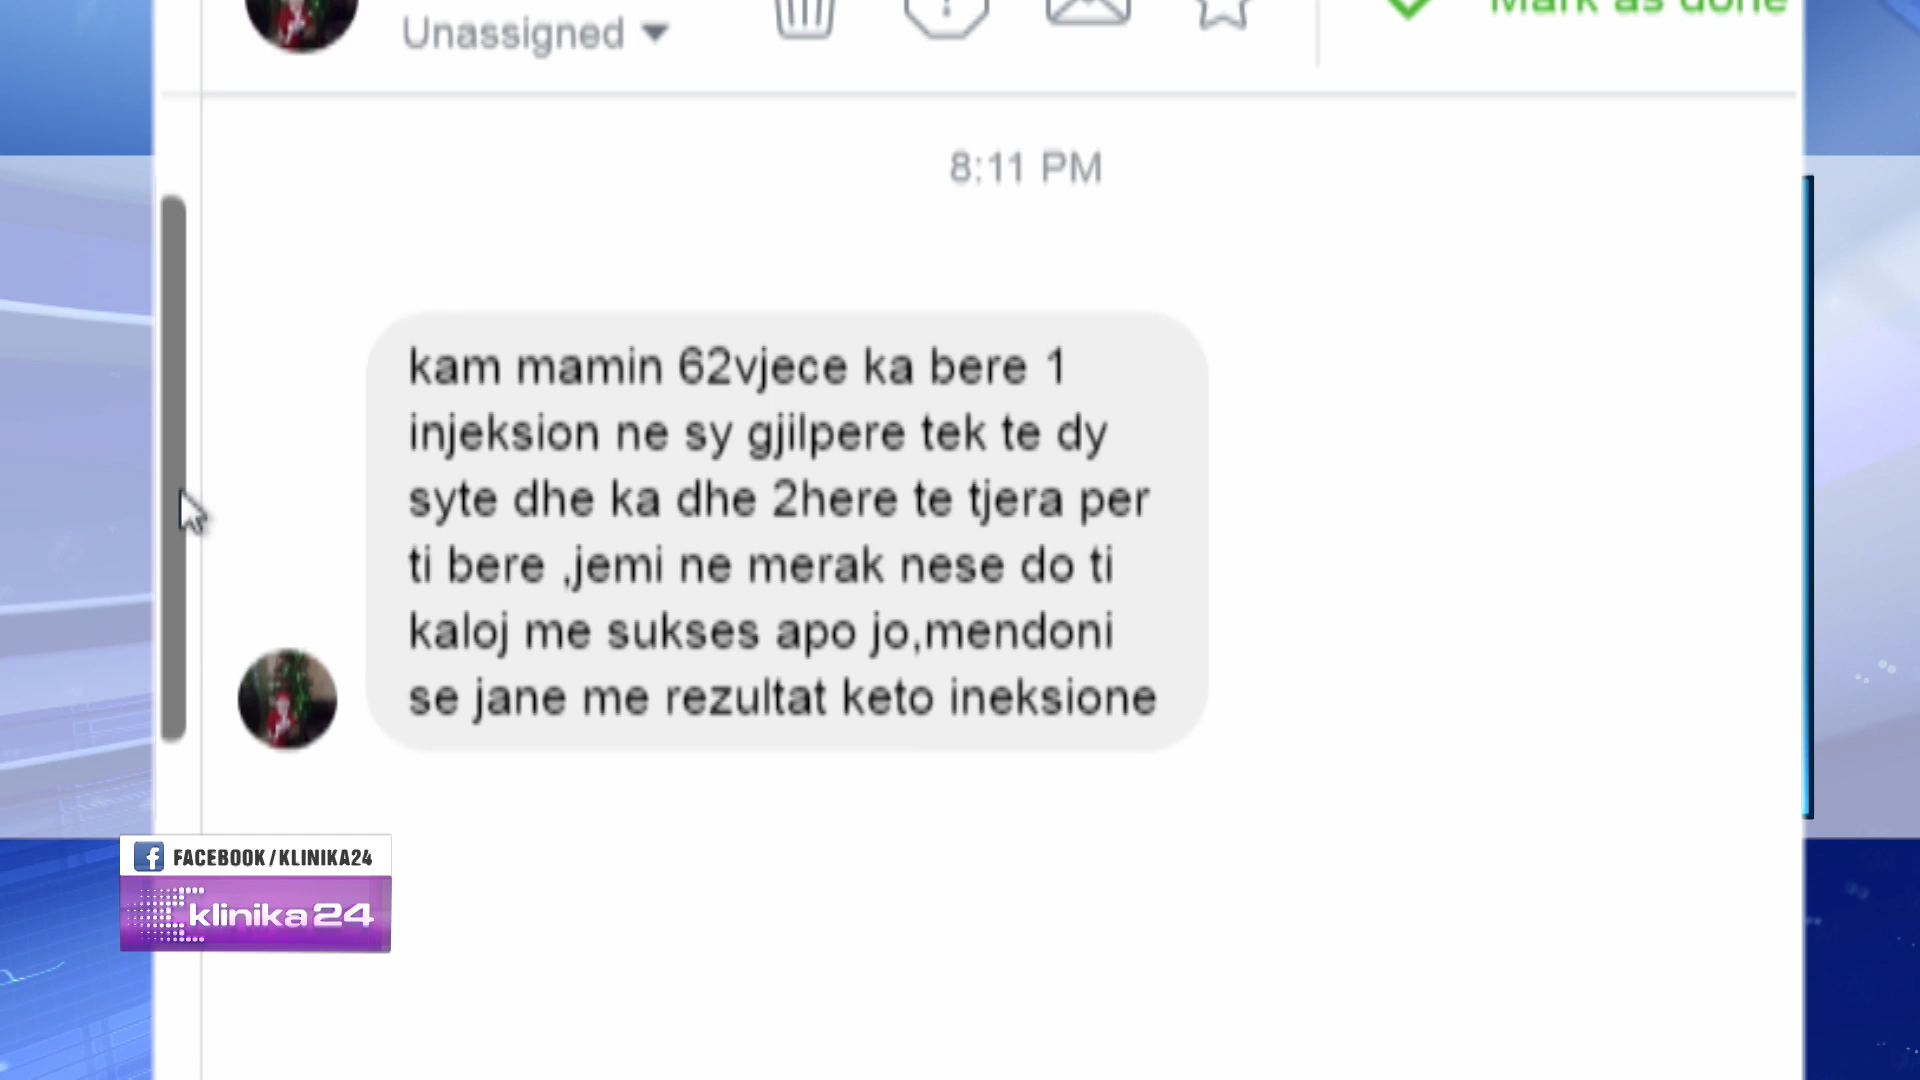 Unassigned
Mark as done
8:11 PM
kam mamin 62vjece ka bere 1
injeksion ne sy gjilpere tek te dy
syte dhe ka dhe 2here te tjera per
ti bere ,jemi ne merak nese do ti
kaloj me sukses apo jo,mendoni
se jane me rezultat keto ineksione
FACEBOOK/KLINIKA24
klinika 24